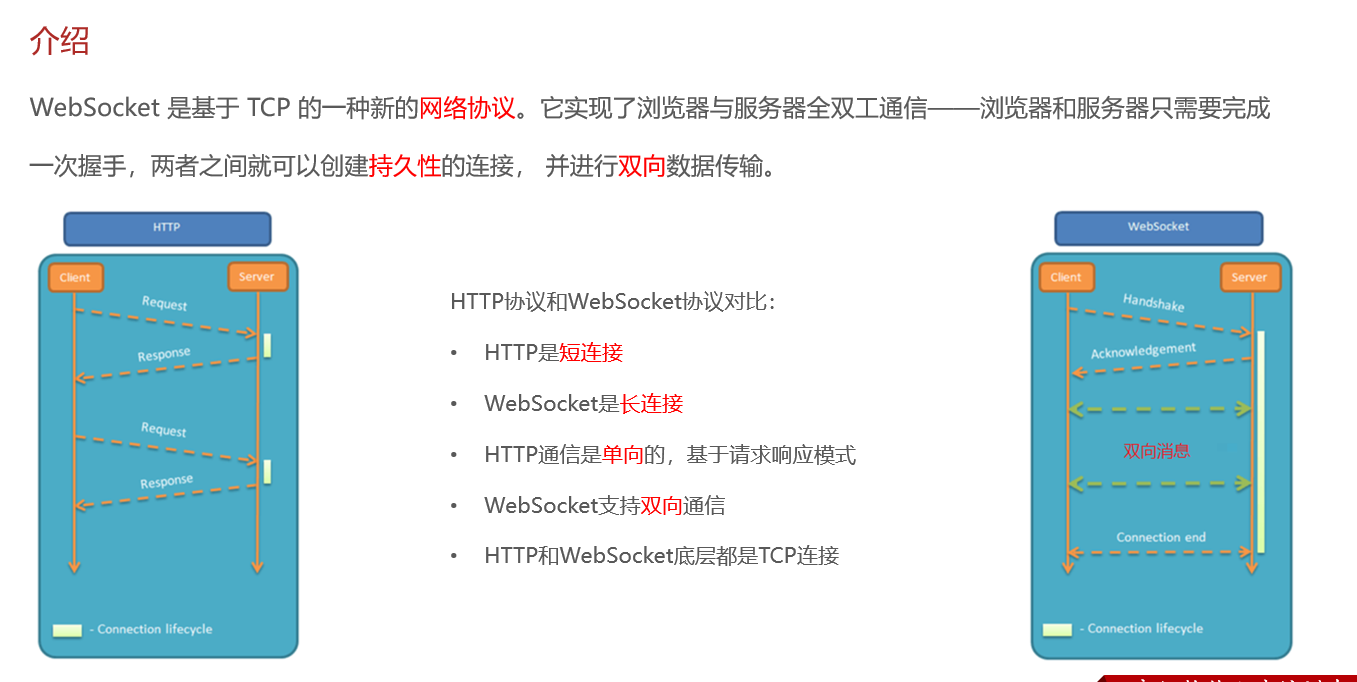 介绍
WebSocket 是基于 TCP 的一种新的网络协议。它实现了浏览器与服务器全双工通信——浏览器和服务器只需要完成
一次握手，两者之间就可以创建持久性的连接， 并进行双向数据传输。
HTTP
Client
Server
Request
Response
Request
Response
- Connection lifecycle
HTTP协议和WebSocket协议对比：
• HTTP是短连接
• WebSocket是长连接
• HTTP通信是单向的，基于请求响应模式
• WebSocket支持双向通信
• HTTP和WebSocket底层都是TCP连接
WebSocket
Client
Server
Handshake
Acknowledgement
双向消息
Connection end
- Connection lifecycle